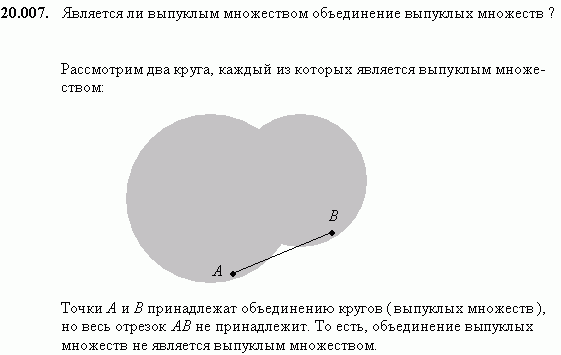 20.007. Является ли выпуклым множеством объединение выпуклых множеств ?
Рассмотрим два круга, каждый из которых является выпуклым множе-
ством:
B
A
Точки A и B принадлежат объединению кругов ( выпуклых множеств ),
но весь отрезок AB не принадлежит. То есть, объединение выпуклых
множеств не является выпуклым множеством.